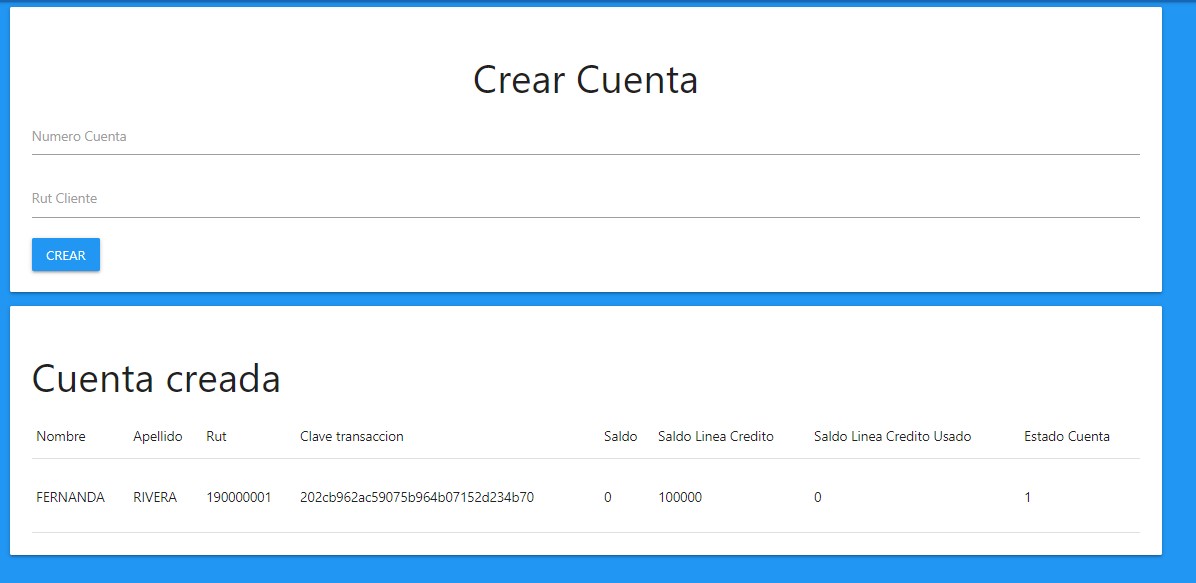 Crear Cuenta
Numero Cuenta
Rut Cliente
CREAR
Cuenta creada
Nombre Apellido Rut Clave transaccion Saldo Saldo Linea Credito Saldo Linea Credito Usado Estado Cuenta
FERNANDA RIVERA 190000001 202cb962ac59075b964b07152d234b70 0 100000 0 1